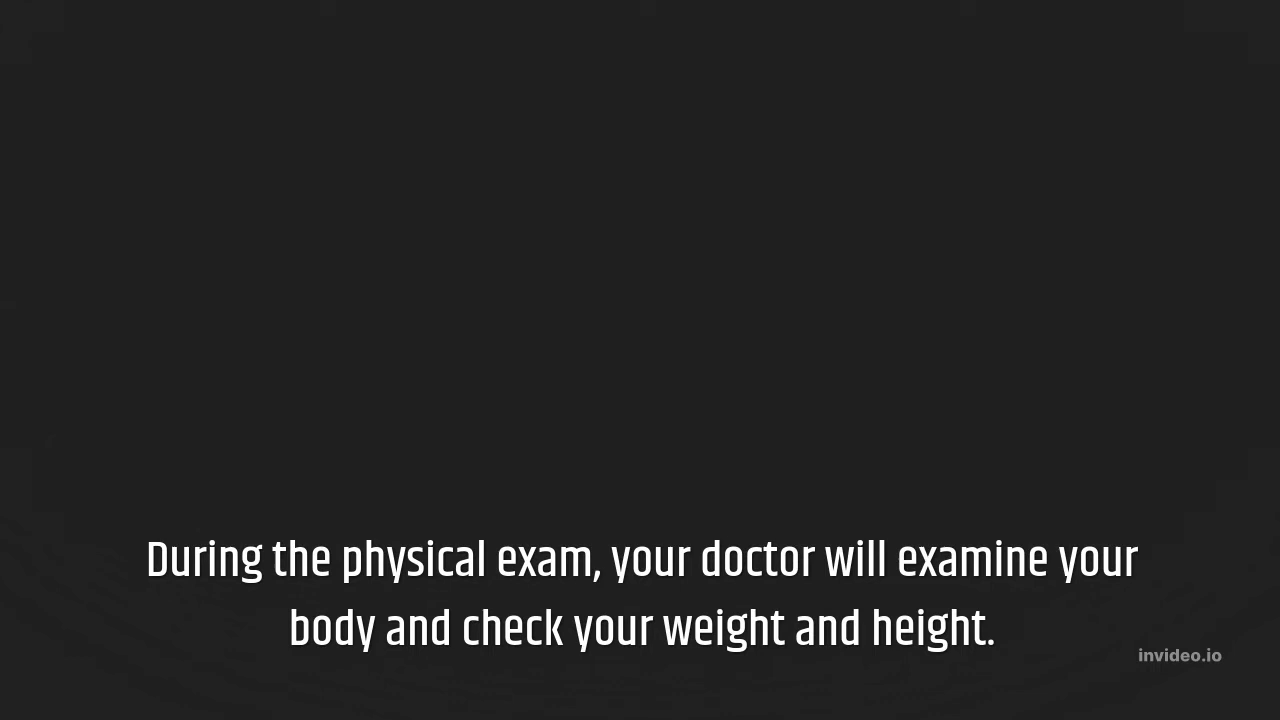 During the physical exam, your doctor will examine your
body and check your weight and height.
invideo.io